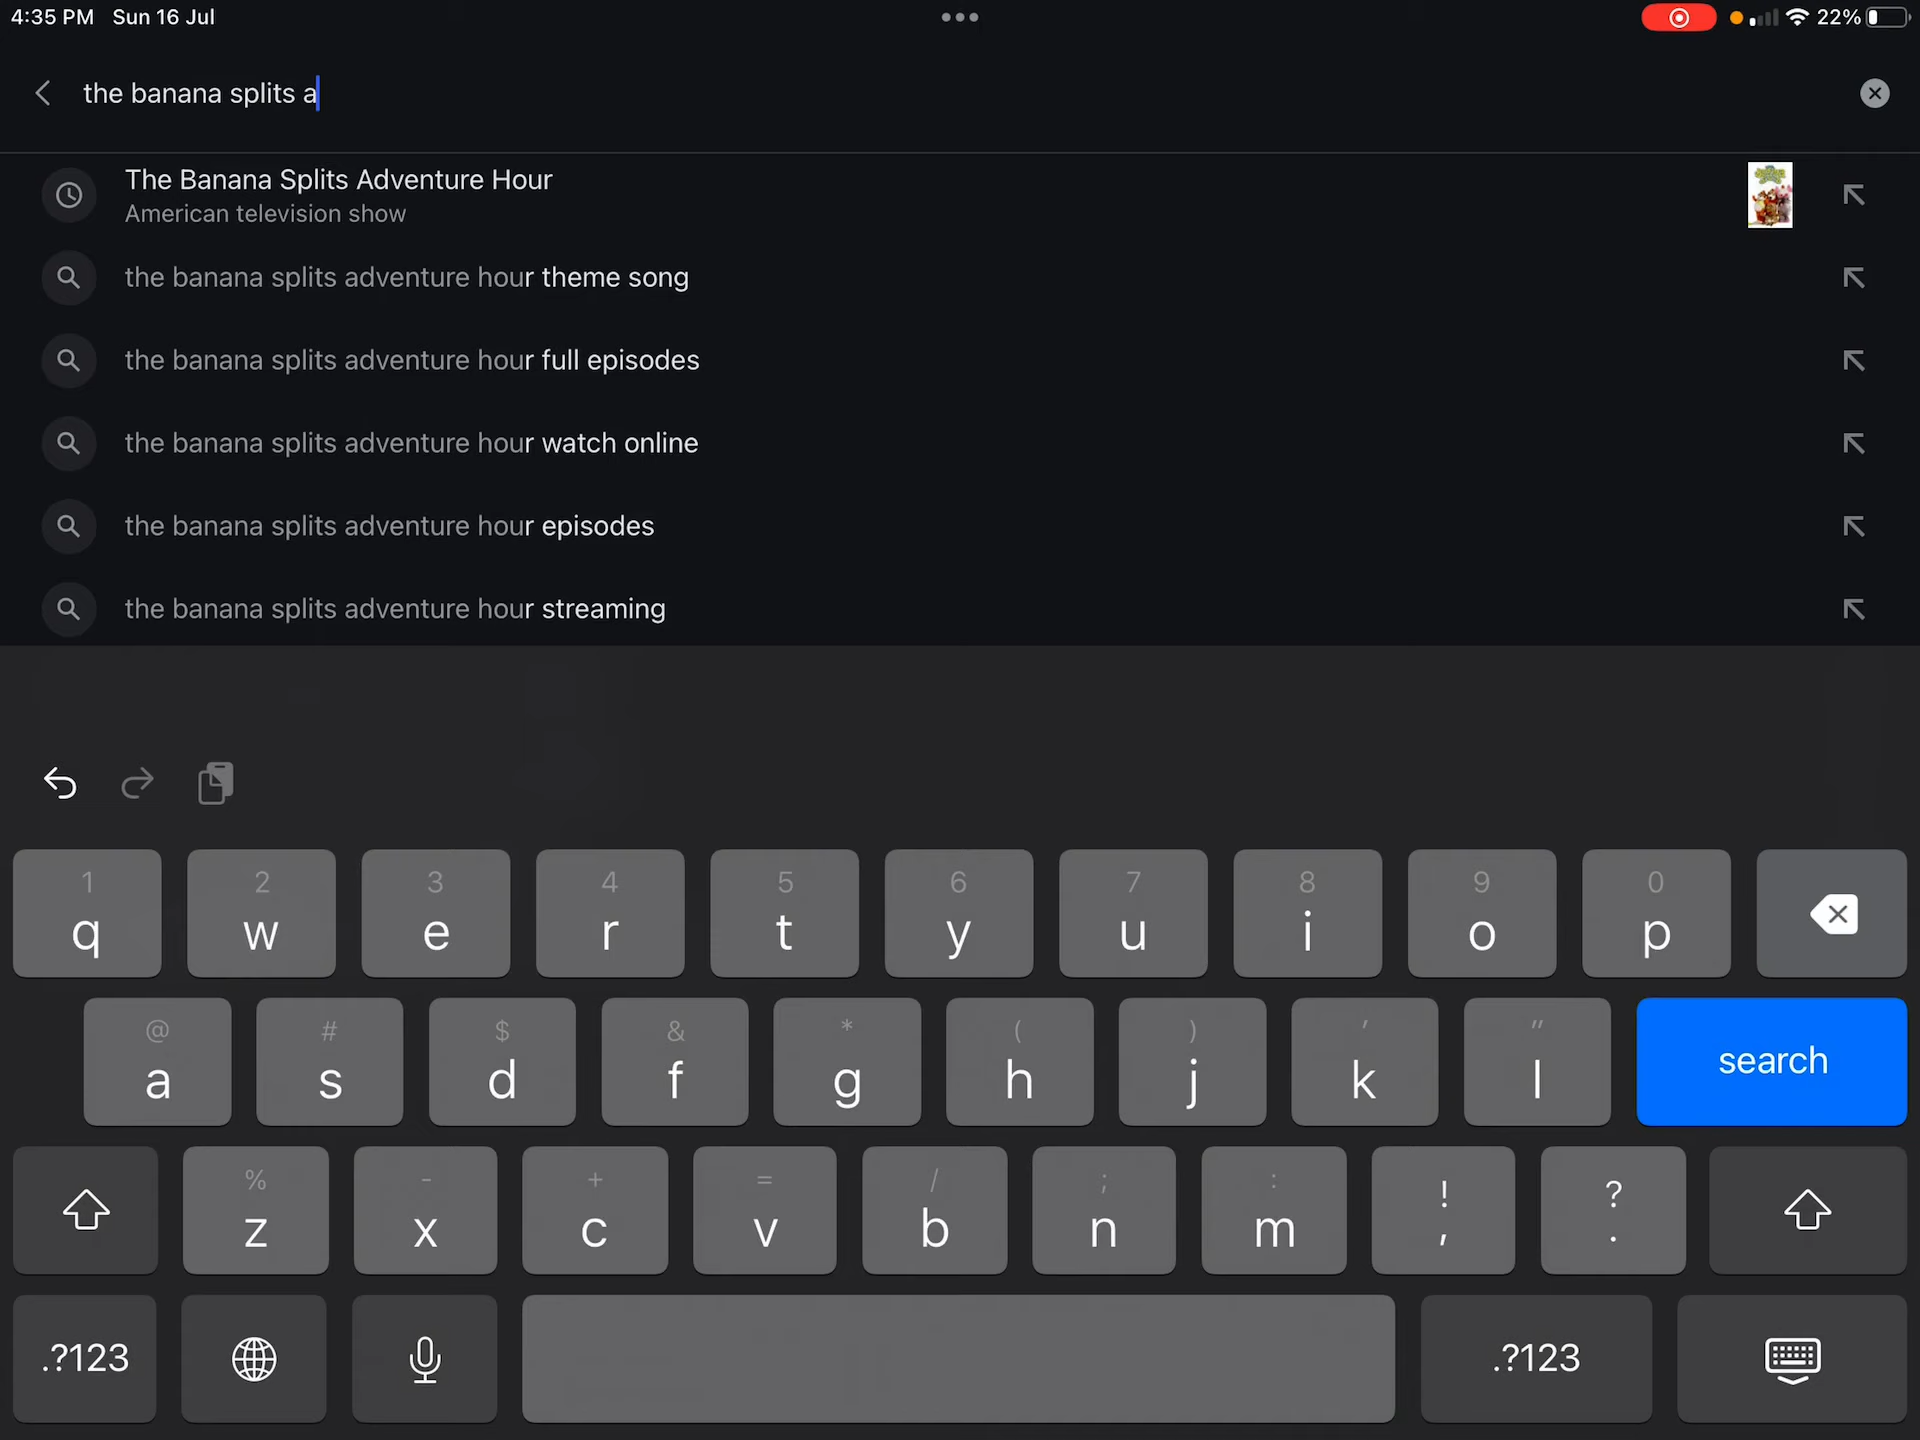 4:35 PM Sun 16 Jul 22%
the banana splits a
The Banana Splits Adventure Hour
American television show
the banana splits adventure hour theme song
the banana splits adventure hour full episodes
the banana splits adventure hour watch online
the banana splits adventure hour episodes
the banana splits adventure hour streaming
1 2 3 4 5 6 7 8 9 0
q w e r t y u i o p
@ # $ & * ( ) ' "
a s d f g h j k l search
% - + = / ; : ! ?
z x c v b n m , .
.?123 .?123